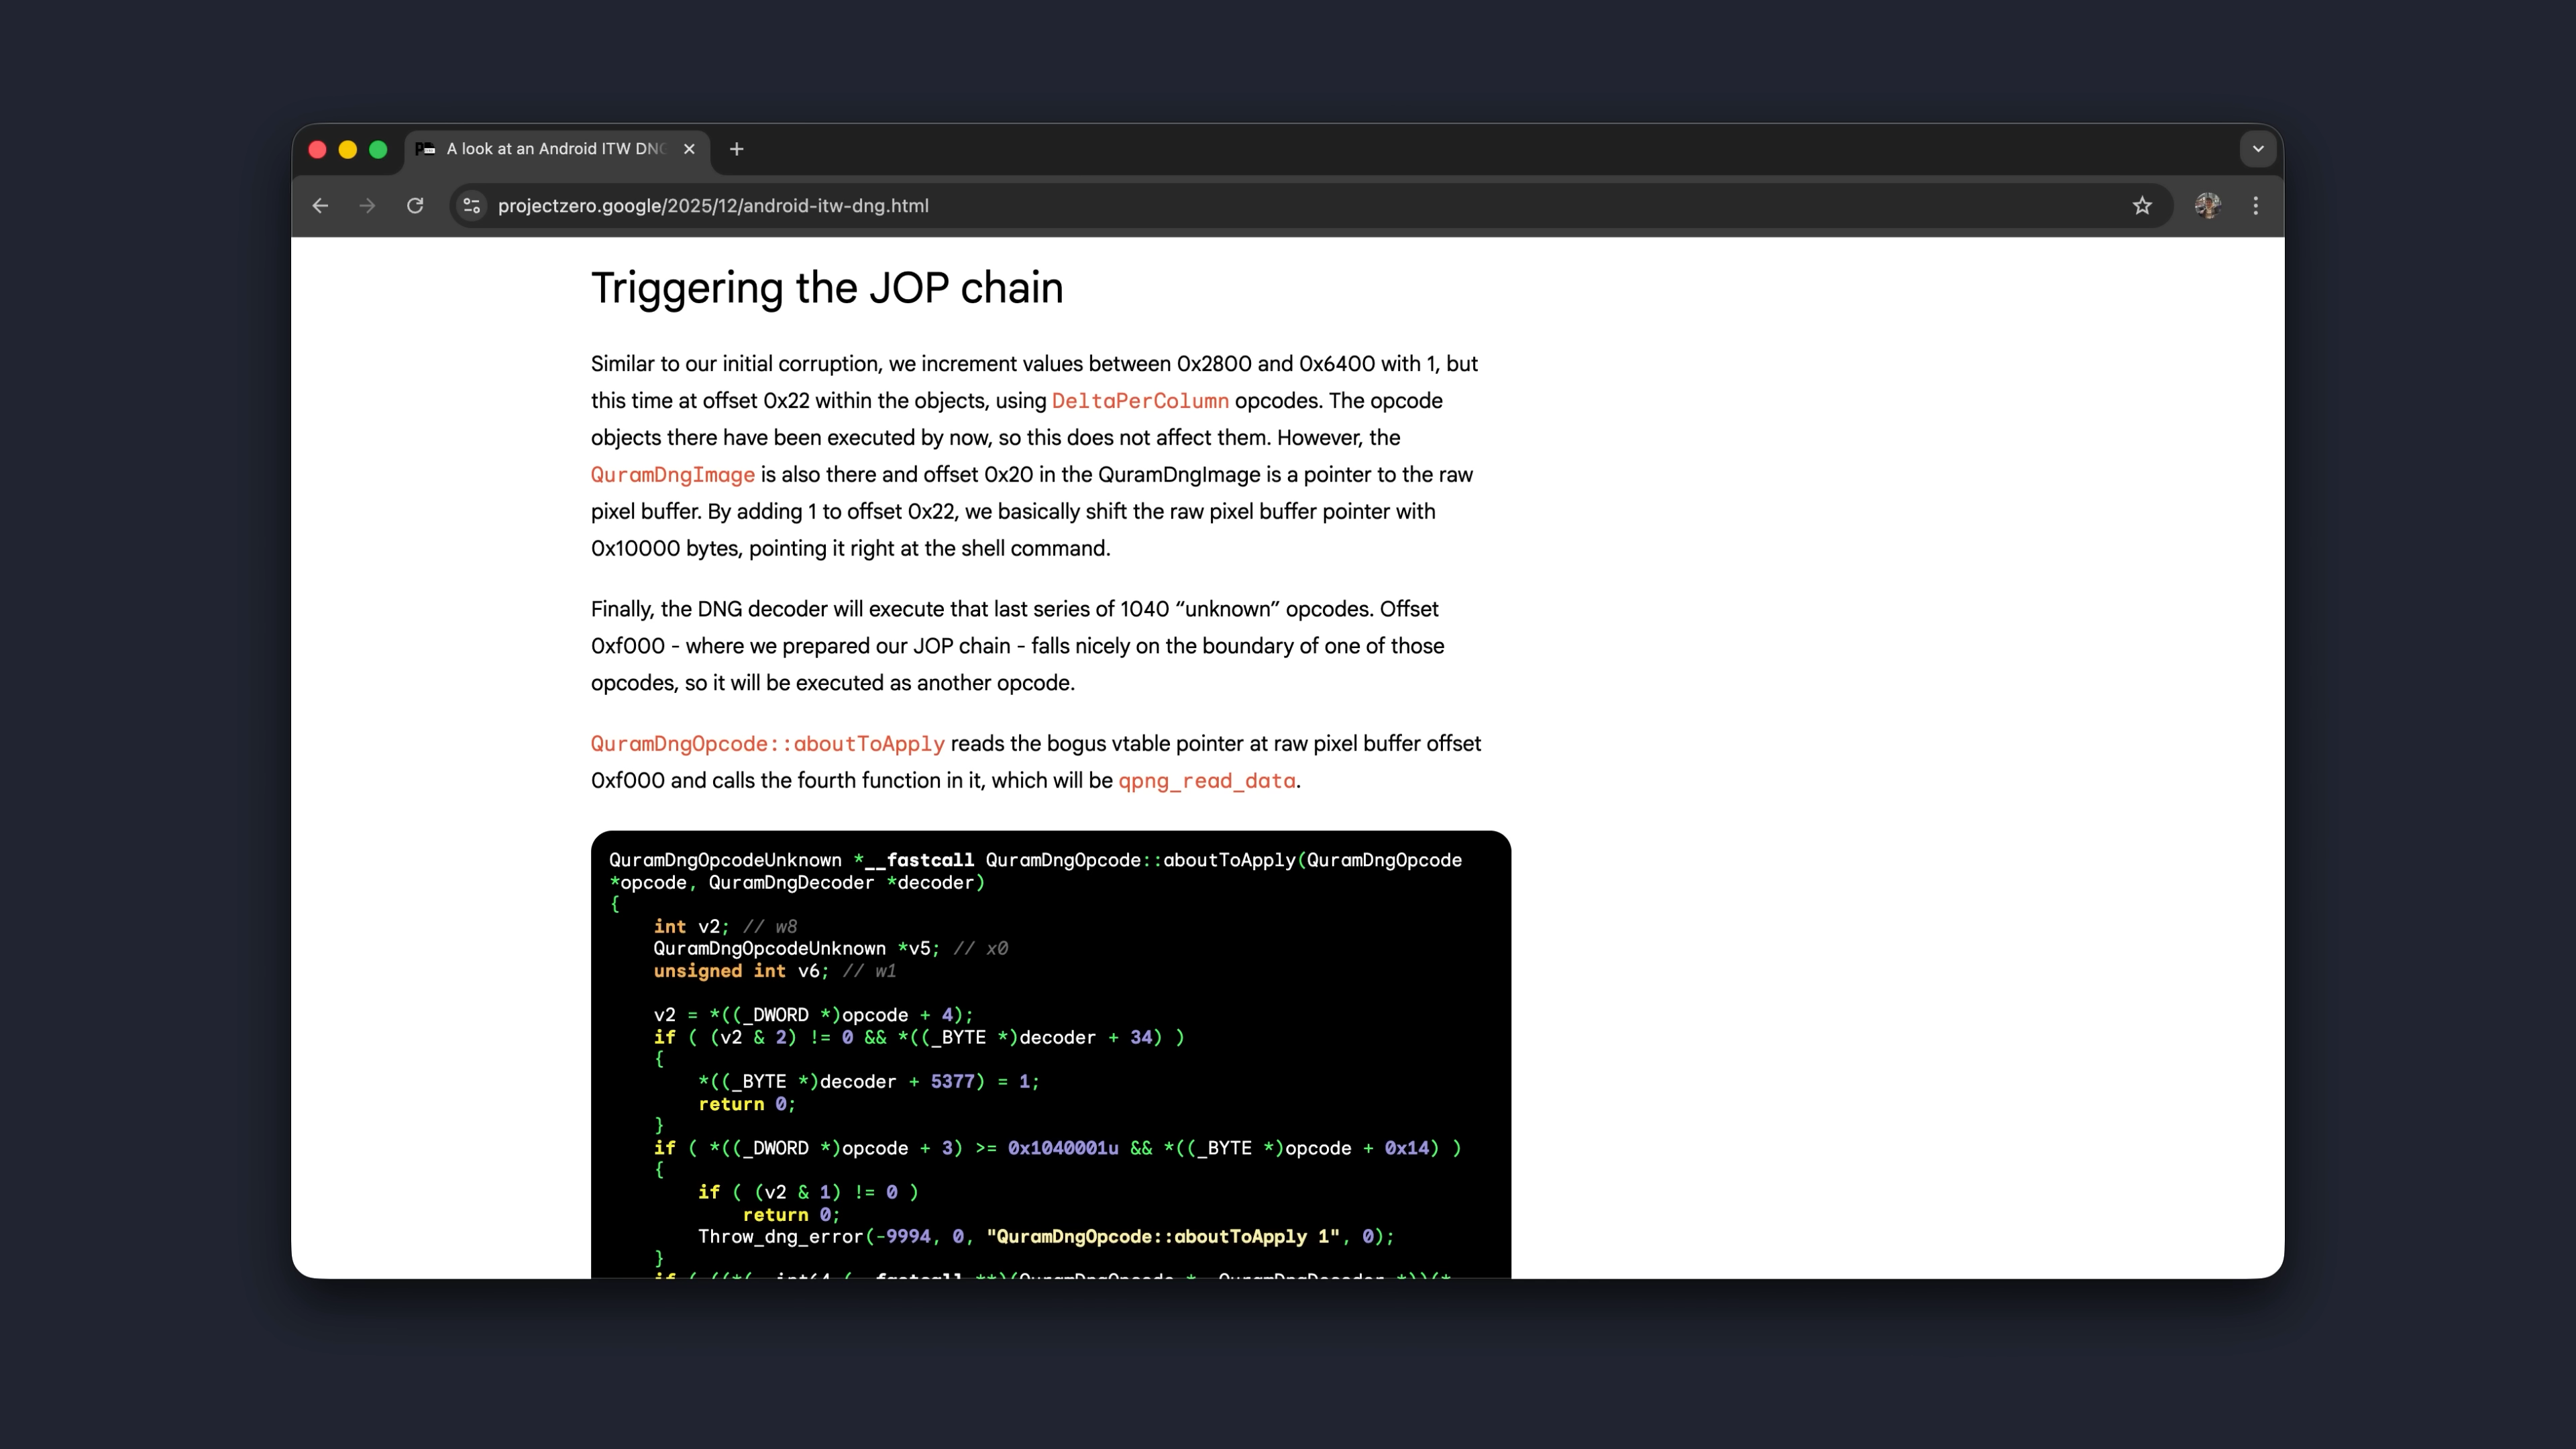 A look at an Android ITW DNG
projectzero.google/2025/12/android-itw-dng.html
Triggering the JOP chain
Similar to our initial corruption, we increment values between 0x2800 and 0x6400 with 1, but
this time at offset 0x22 within the objects, using DeltaPerColumn opcodes. The opcode
objects there have been executed by now, so this does not affect them. However, the
QuramDngImage is also there and offset 0x20 in the QuramDngImage is a pointer to the raw
pixel buffer. By adding 1 to offset 0x22, we basically shift the raw pixel buffer pointer with
0x10000 bytes, pointing it right at the shell command.
Finally, the DNG decoder will execute that last series of 1040 “unknown” opcodes. Offset
0xf000 - where we prepared our JOP chain - falls nicely on the boundary of one of those
opcodes, so it will be executed as another opcode.
QuramDngOpcode::aboutToApply reads the bogus vtable pointer at raw pixel buffer offset
0xf000 and calls the fourth function in it, which will be qpng_read_data.
QuramDngOpcodeUnknown *__fastcall QuramDngOpcode::aboutToApply(QuramDngOpcode
*opcode, QuramDngDecoder *decoder)
{
int v2; // w8
QuramDngOpcodeUnknown *v5; // x0
unsigned int v6; // w1
v2 = *((_DWORD *)opcode + 4);
if ( (v2 & 2) != 0 && *((_BYTE *)decoder + 34) )
{
*((_BYTE *)decoder + 5377) = 1;
return 0;
}
if ( *((_DWORD *)opcode + 3) >= 0x1040001u && *((_BYTE *)opcode + 0x14) )
{
if ( (v2 & 1) != 0 )
return 0;
Throw_dng_error(-9994, 0, "QuramDngOpcode::aboutToApply 1", 0);
}
if ( ((*(__int64 (__fastcall **)(QuramDngOpcode *, QuramDngDecoder *))(*